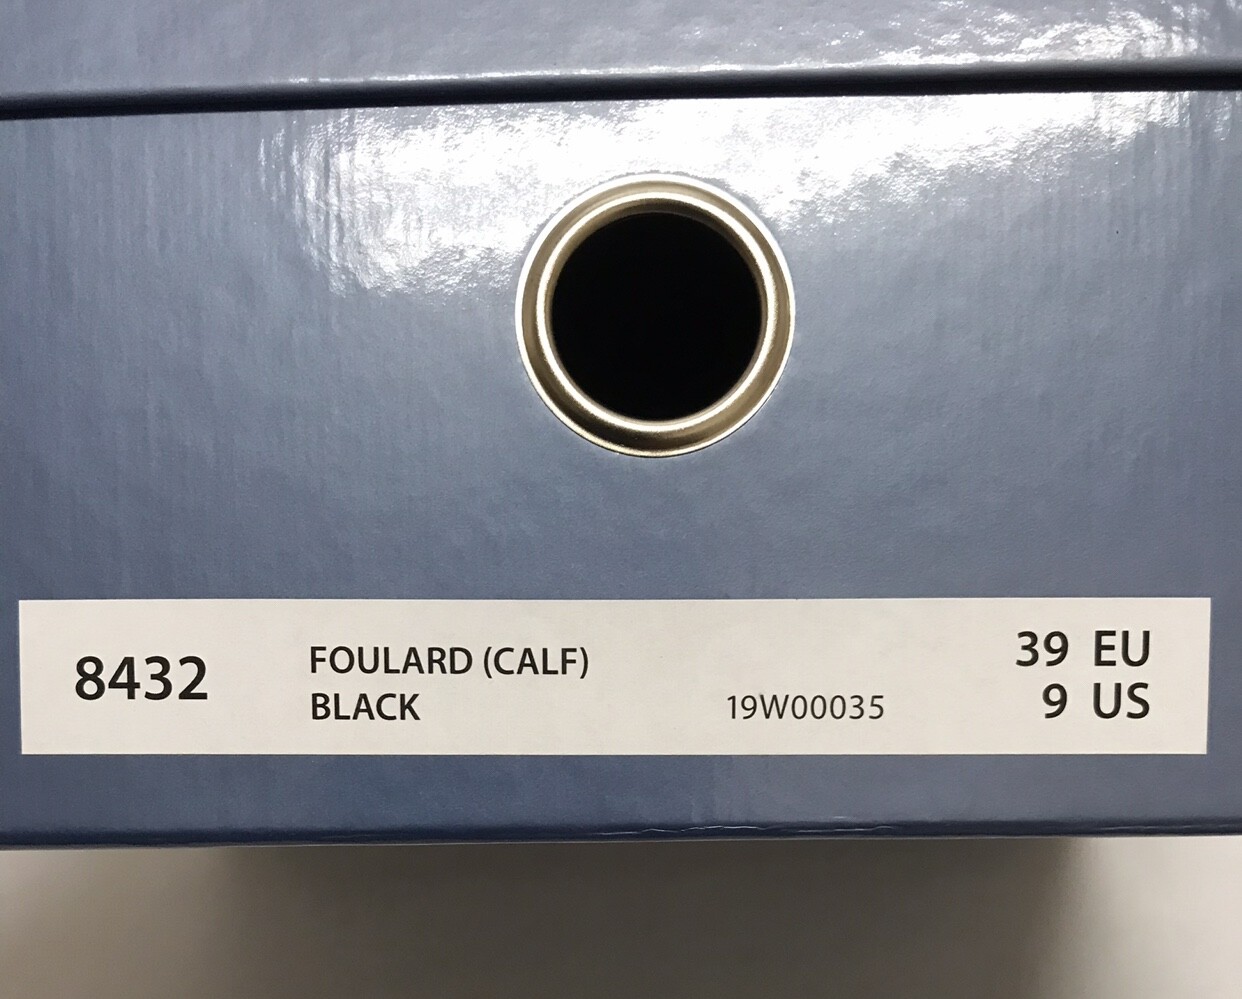 8432
FOULARD (CALF)
BLACK
19W00035
39 EU
9 US